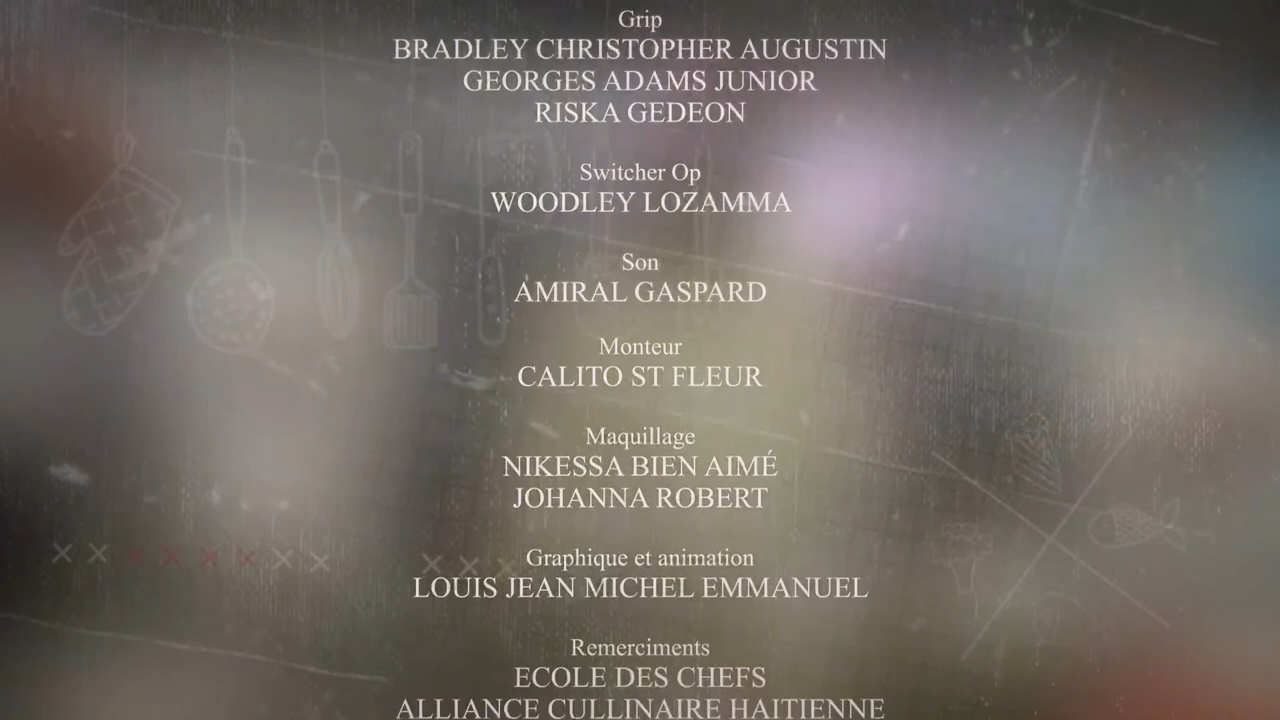 Grip
BRADLEY CHRISTOPHER AUGUSTIN
GEORGES ADAMS JUNIOR
RISKA GEDEON
Switcher Op
WOODLEY LOZAMMA
Son
AMIRAL GASPARD
Monteur
CALITO ST FLEUR
Maquillage
NIKESSA BIEN AIMÉ
JOHANNA ROBERT
Graphique et animation
LOUIS JEAN MICHEL EMMANUEL
Remerciments
ECOLE DES CHEFS
ALLIANCE CULLINAIRE HAITIENNE